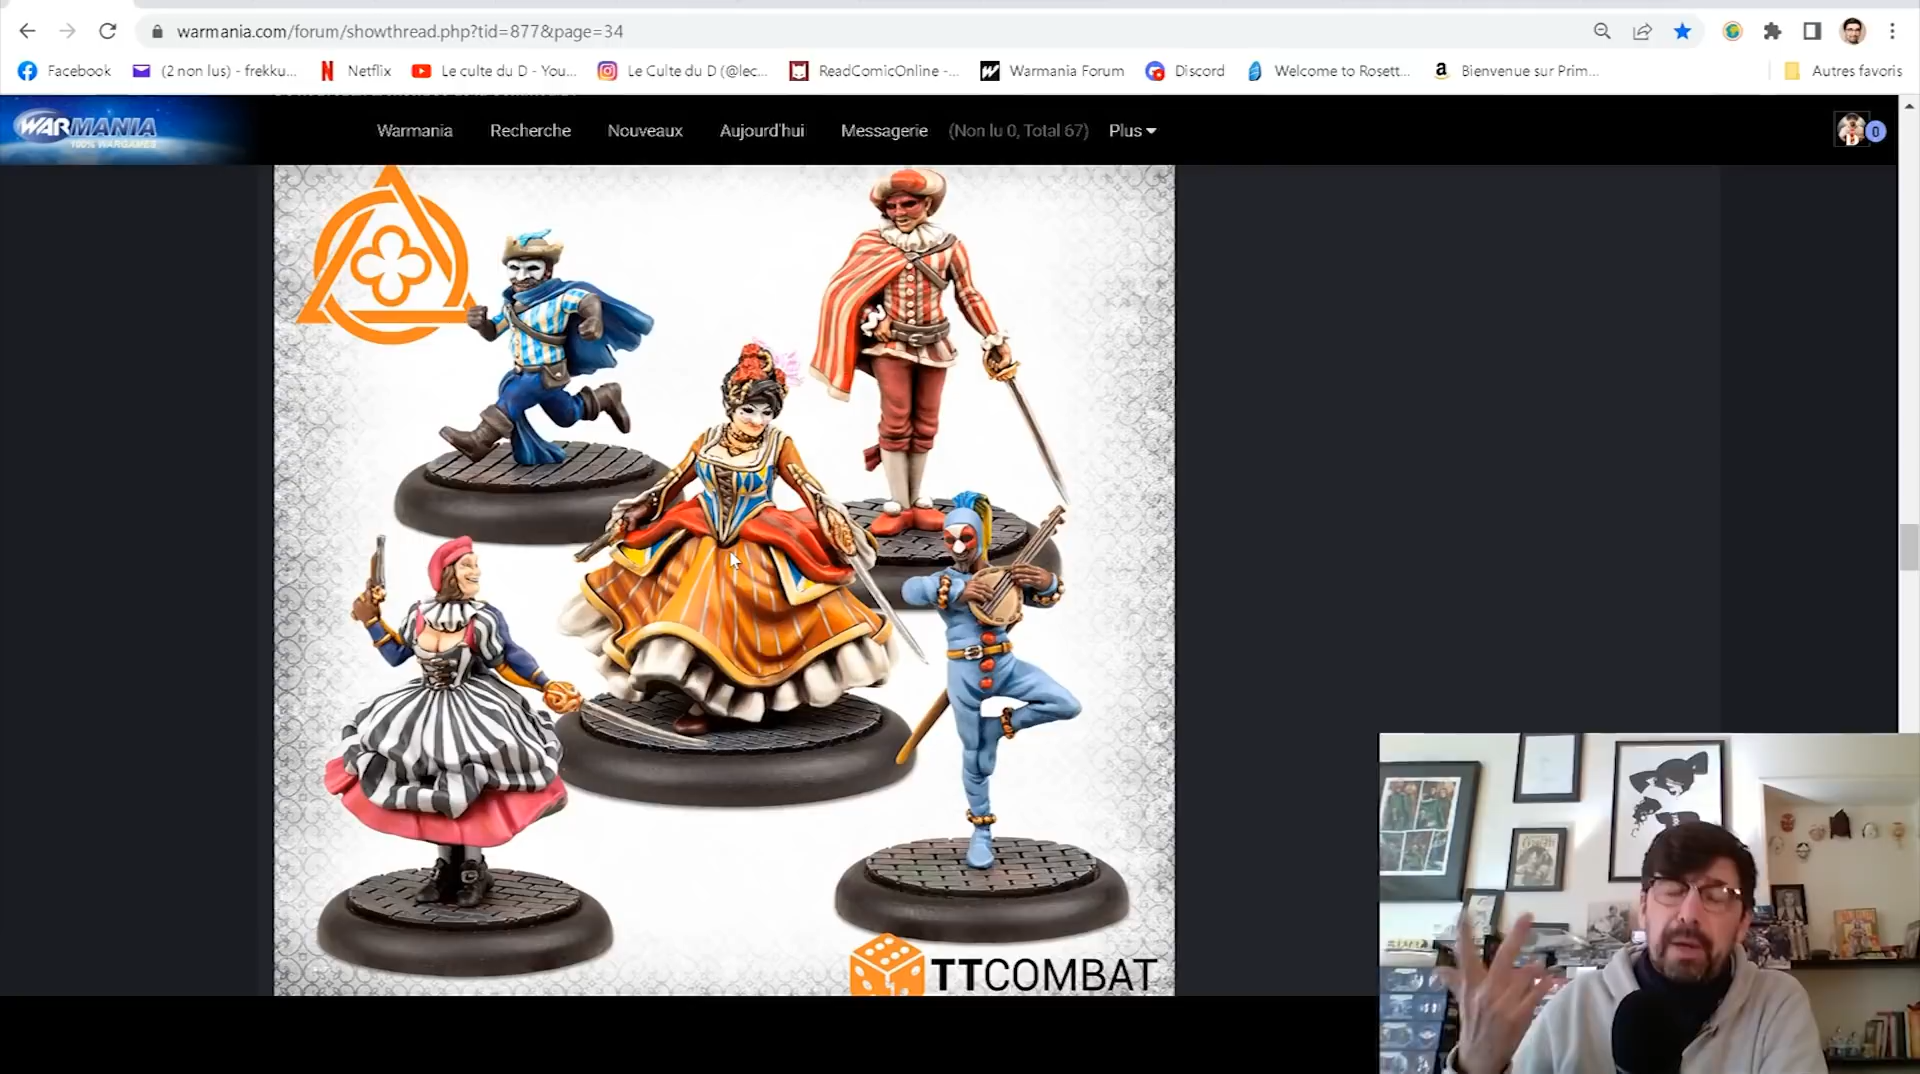 warmania.com/forum/showthread.php?tid=877&page=34
Facebook
(2 non lus) - frekku...
Netflix
Le culte du D - You...
Le Culte du D (@lec...
ReadComicOnline -...
Warmania Forum
Discord
Welcome to Rosett...
Bienvenue sur Prim...
Autres favoris
WARMANIA
100% WARGAMES
Warmania
Recherche
Nouveaux
Aujourd'hui
Messagerie
(Non lu 0, Total 67)
Plus
0
TTCOMBAT